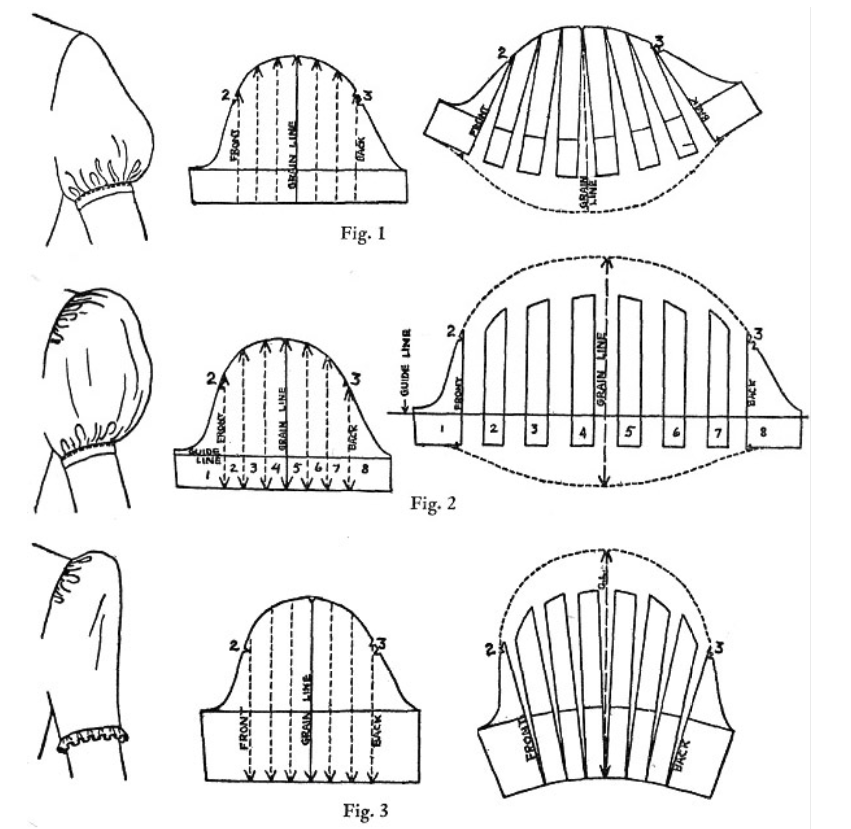 2
3
FRONT
GRAIN LINE
BACK
2
3
FRONT
BACK
GRAIN
LINE
Fig. 1
2
3
FRONT
GRAIN LINE
BACK
GUIDE
LINE
1
2
3
4
5
6
7
8
GUIDE LINE
2
3
FRONT
GRAIN LINE
BACK
1
2
3
4
5
6
7
8
Fig. 2
2
3
FRONT
GRAIN LINE
BACK
G.L.
2
3
FRONT
BACK
Fig. 3